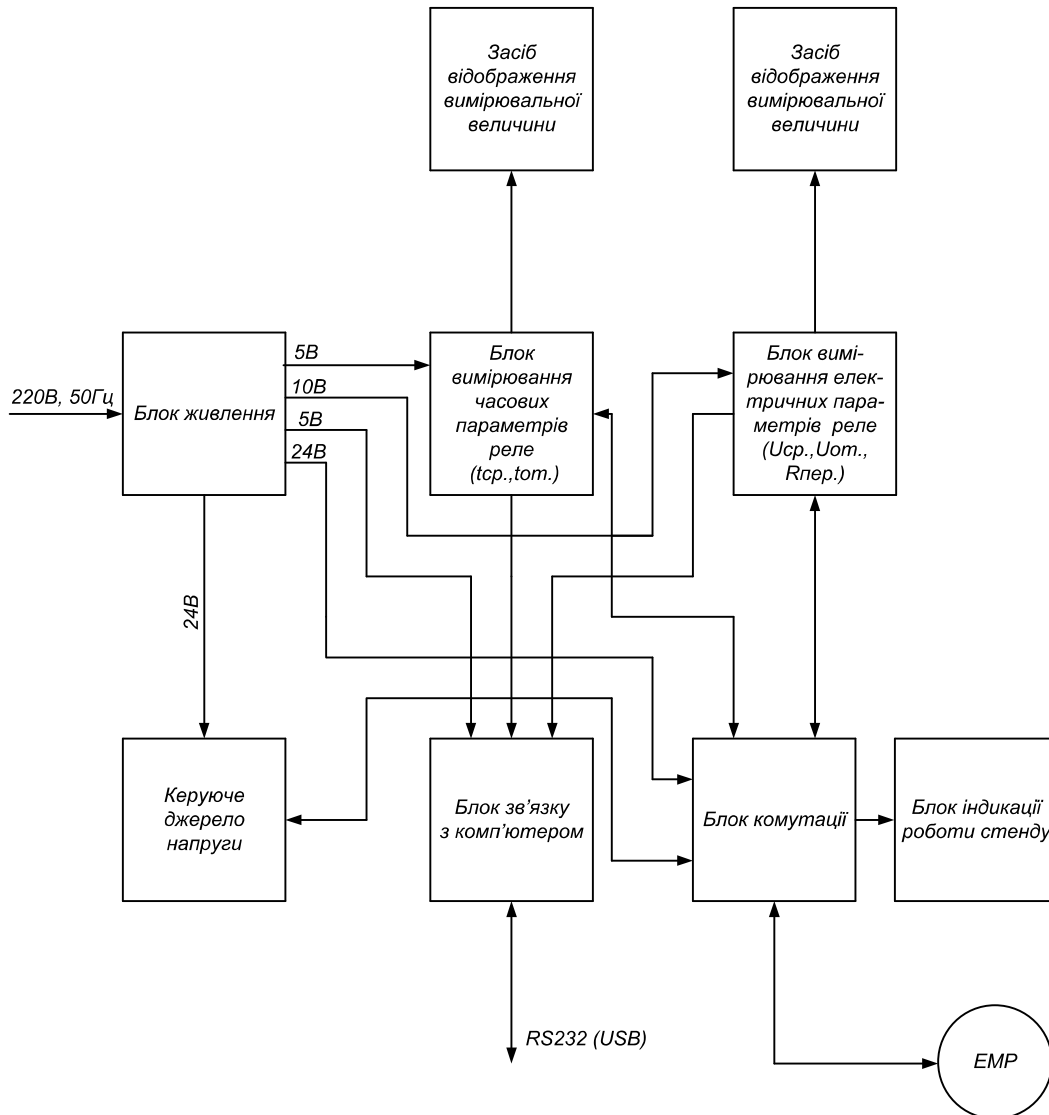 Засіб
відображення
вимірювальної
величини
Засіб
відображення
вимірювальної
величини
220В, 50Гц
Блок живлення
5В
10В
5В
24В
24В
Блок
вимірювання
часових
параметрів
реле
(tср.,tот.)
Блок вимі-
рювання елек-
тричних пара-
метрів реле
(Uср.,Uот.,
Rпер.)
Керуюче
джерело
напруги
Блок зв’язку
з комп’ютером
Блок комутації
Блок індикації
роботи стенду
RS232 (USB)
ЕМР